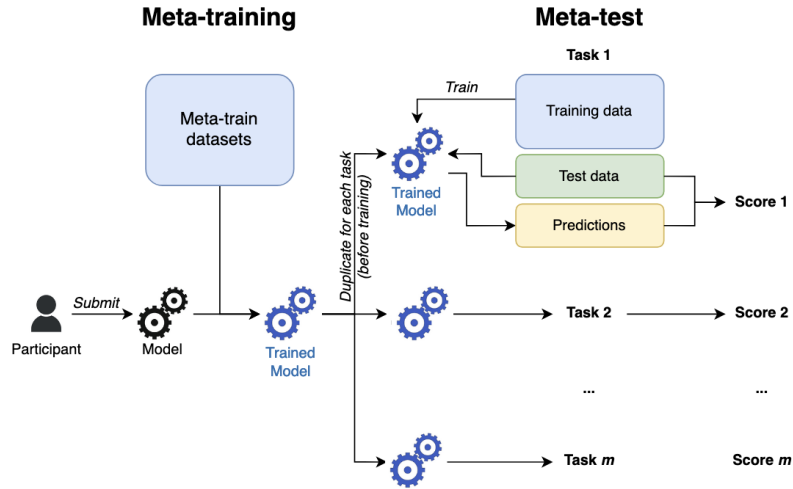 Meta-training
Meta-test
Task 1
Meta-train
datasets
Train
Training data
Trained
Model
Test data
Predictions
Score 1
Duplicate for each task
(before training)
Submit
Participant
Model
Trained
Model
Task 2
Score 2
...
...
Task m
Score m